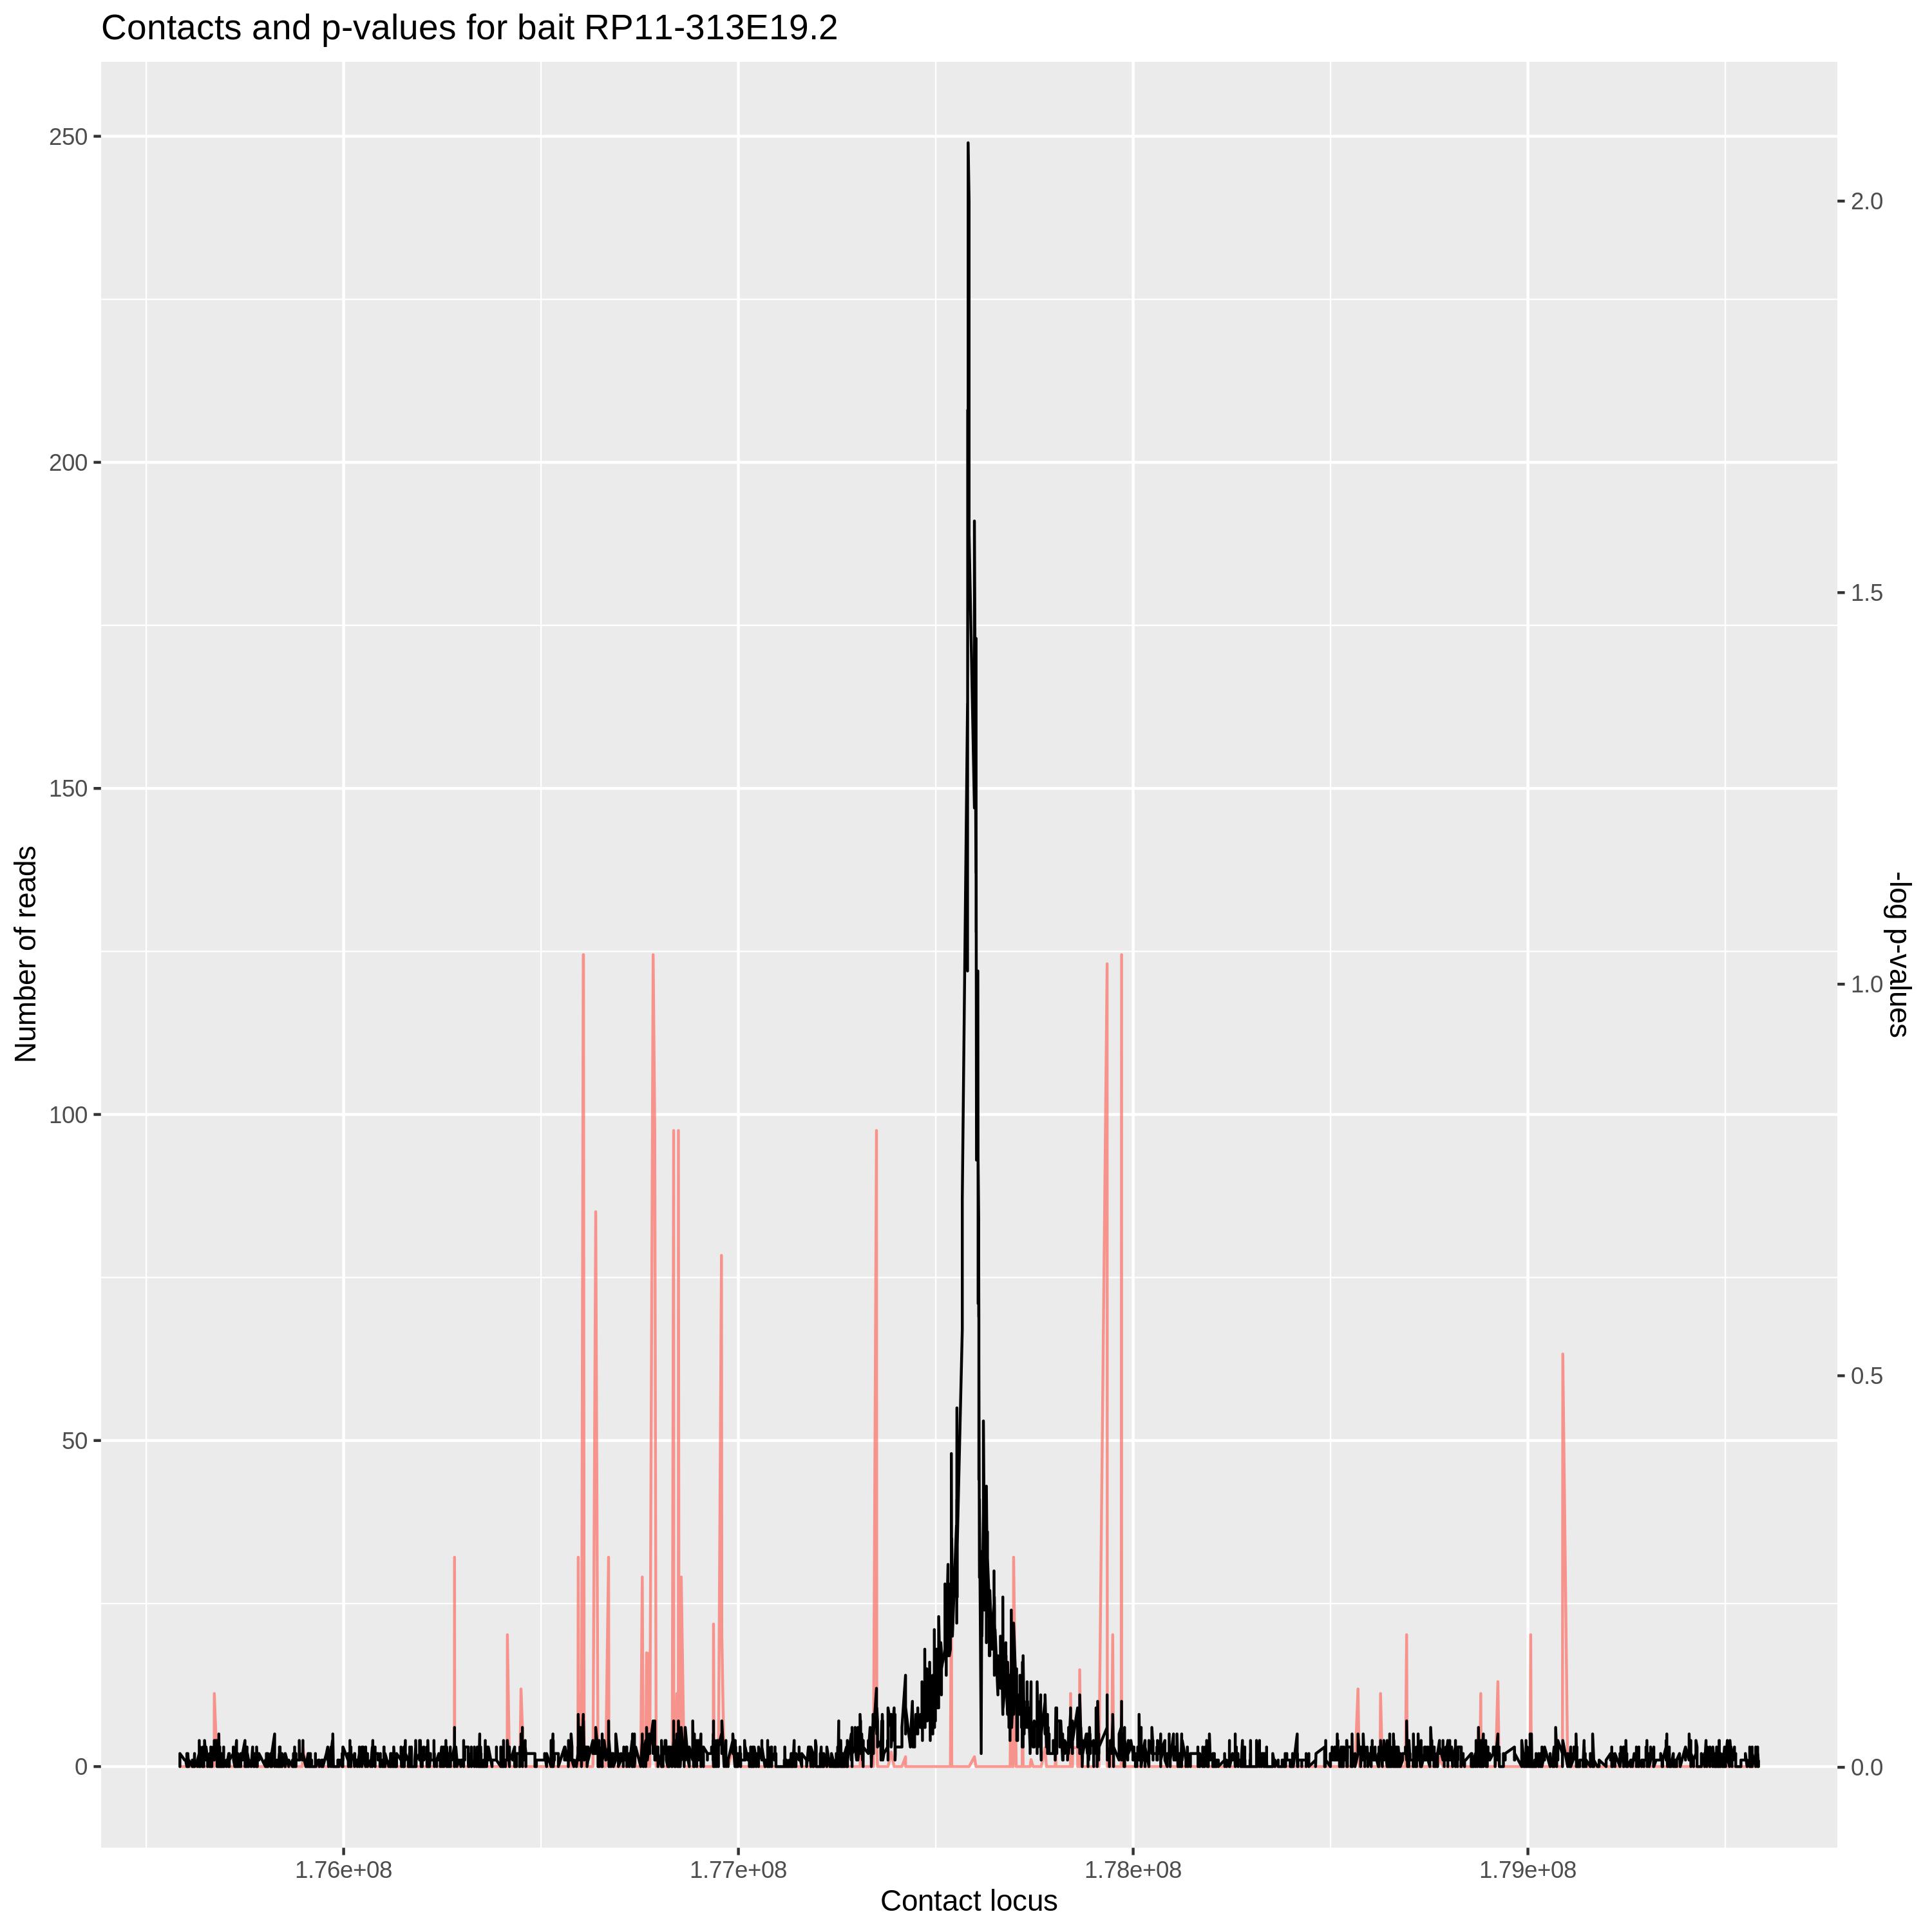 Contacts and p-values for bait RP11-313E19.2
250
200
150
100
50
0
Number of reads
2.0
1.5
1.0
0.5
0.0
-log p-values
1.76e+08
1.77e+08
1.78e+08
1.79e+08
Contact locus